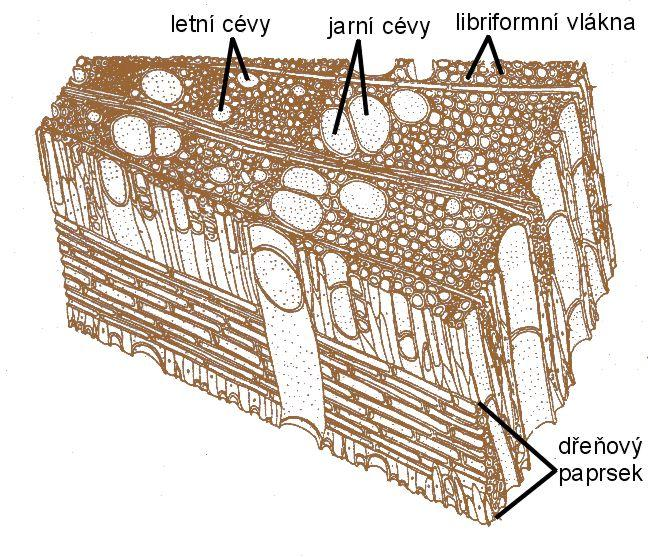 letní cévy
jarní cévy
libriformní vlákna
dřeňový
paprsek